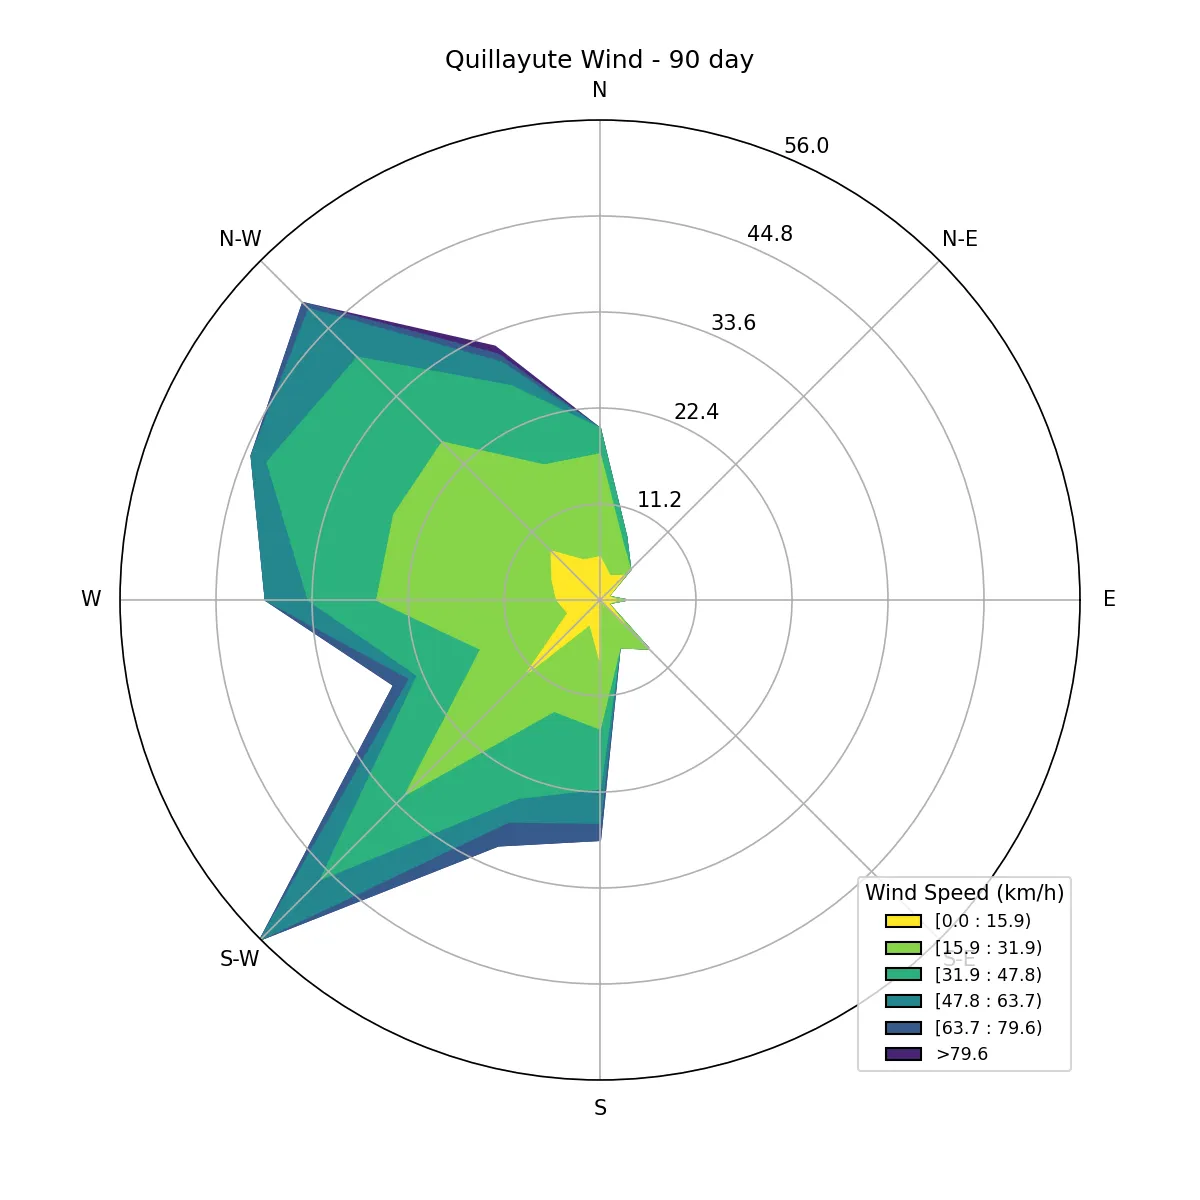 Quillayute Wind - 90 day
N
56.0
44.8
N-W
N-E
33.6
22.4
11.2
W
E
Wind Speed (km/h)
[0.0 : 15.9)
[15.9 : 31.9)
S-W
S-E
[31.9 : 47.8)
[47.8 : 63.7)
[63.7 : 79.6)
>79.6
S